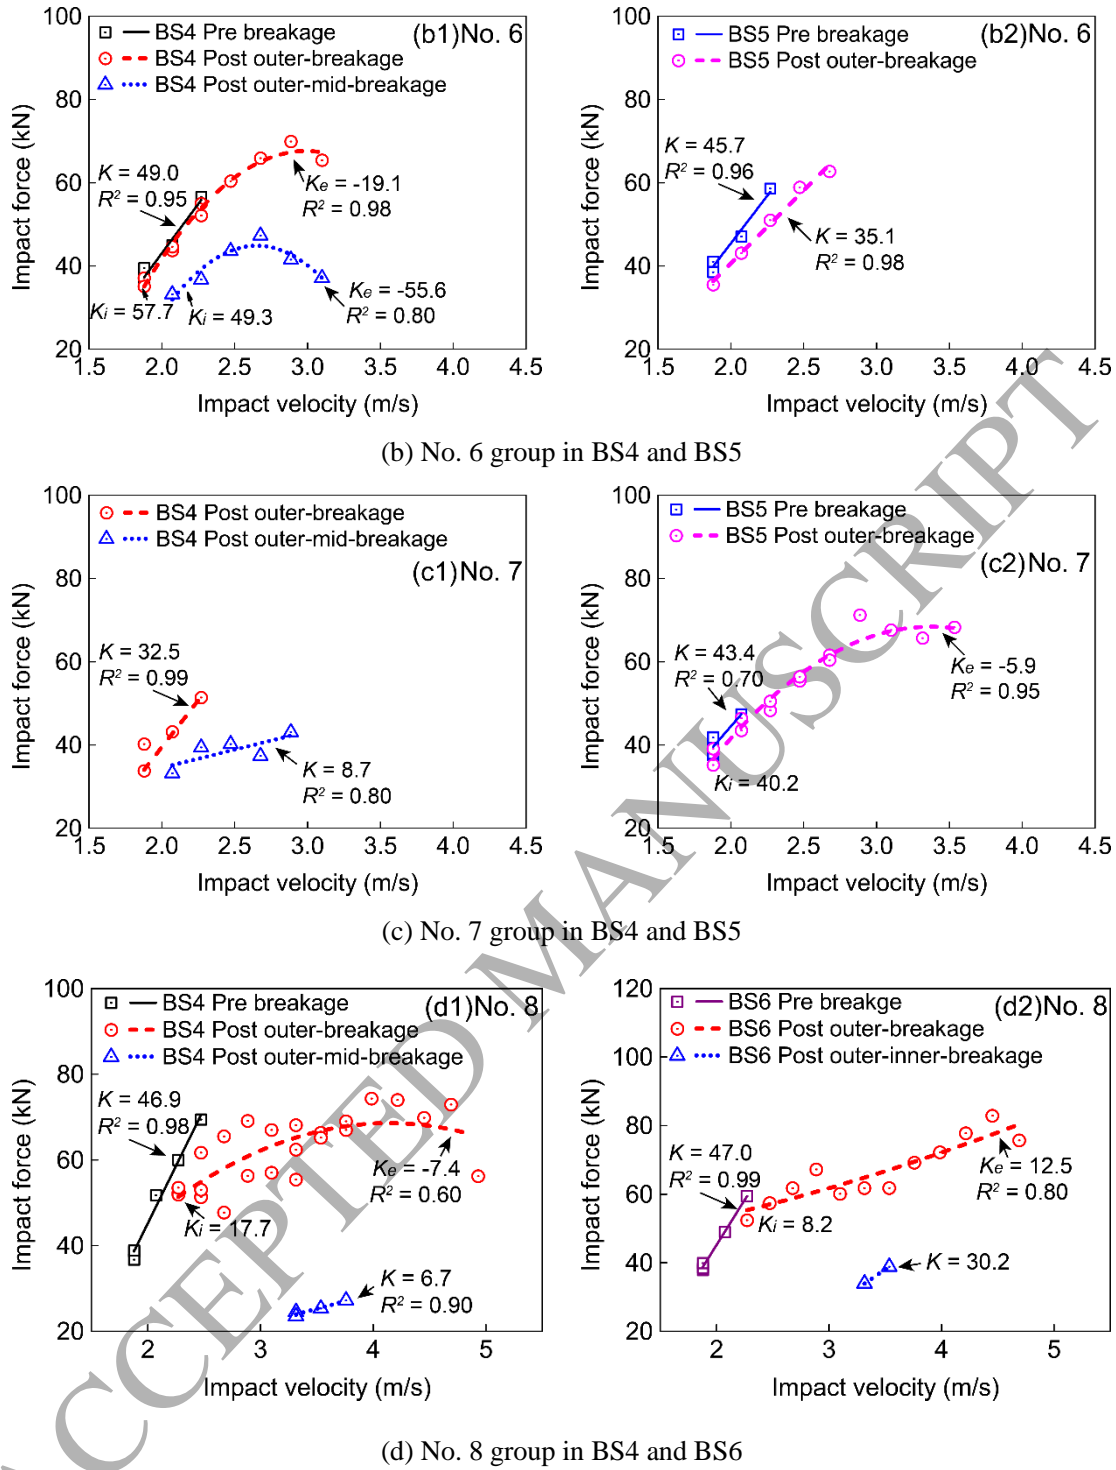 BS4 Pre breakage
BS4 Post outer-breakage
BS4 Post outer-mid-breakage
(b1)No. 6
100
80
60
40
20
Impact force (kN)
K = 49.0
R² = 0.95
Ke = -19.1
R² = 0.98
Ki = 57.7
Ki = 49.3
Ke = -55.6
R² = 0.80
1.5 2.0 2.5 3.0 3.5 4.0 4.5
Impact velocity (m/s)
BS5 Pre breakage
BS5 Post outer-breakage
(b2)No. 6
100
80
60
40
20
Impact force (kN)
K = 45.7
R² = 0.96
K = 35.1
R² = 0.98
1.5 2.0 2.5 3.0 3.5 4.0 4.5
Impact velocity (m/s)
(b) No. 6 group in BS4 and BS5
BS4 Post outer-breakage
BS4 Post outer-mid-breakage
(c1)No. 7
100
80
60
40
20
Impact force (kN)
K = 32.5
R² = 0.99
K = 8.7
R² = 0.80
1.5 2.0 2.5 3.0 3.5 4.0 4.5
Impact velocity (m/s)
BS5 Pre breakage
BS5 Post outer-breakage
(c2)No. 7
100
80
60
40
20
Impact force (kN)
K = 43.4
R² = 0.70
Ke = -5.9
R² = 0.95
Ki = 40.2
1.5 2.0 2.5 3.0 3.5 4.0 4.5
Impact velocity (m/s)
(c) No. 7 group in BS4 and BS5
BS4 Pre breakage
BS4 Post outer-breakage
BS4 Post outer-mid-breakage
(d1)No. 8
100
80
60
40
20
Impact force (kN)
K = 46.9
R² = 0.98
Ke = -7.4
R² = 0.60
Ki = 17.7
K = 6.7
R² = 0.90
2 3 4 5
Impact velocity (m/s)
BS6 Pre breakge
BS6 Post outer-breakage
BS6 Post outer-inner-breakage
(d2)No. 8
120
100
80
60
40
20
Impact force (kN)
K = 47.0
R² = 0.99
Ke = 12.5
R² = 0.80
Ki = 8.2
K = 30.2
2 3 4 5
Impact velocity (m/s)
(d) No. 8 group in BS4 and BS6
ACCEPTED MANUSCRIPT